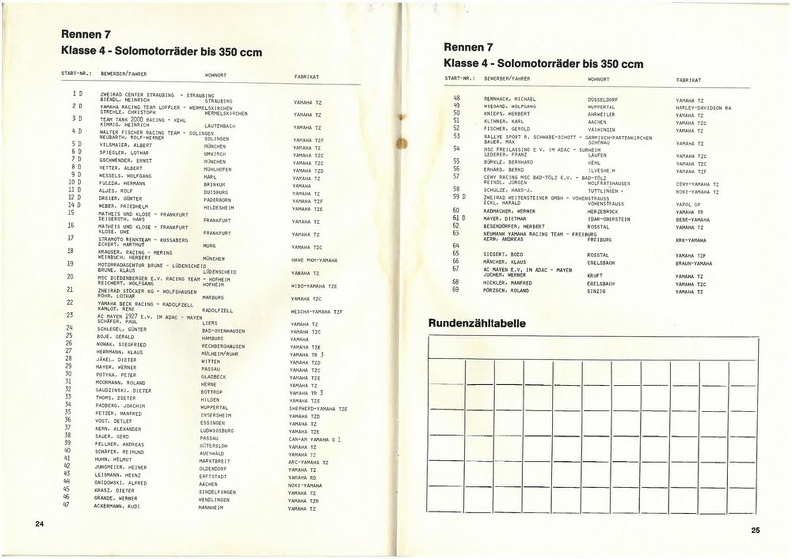 Rennen 7
Klasse 4 - Solomotorräder bis 350 ccm
START-NR.: BEWERBER/FAHRER WOHNORT FABRIKAT
1 D ZWEIRAD CENTER STRAUBING - STRAUBING
BIENDL, HEINRICH STRAUBING YAMAHA TZ
2 D YAMAHA RACING TEAM LÖFFLER - WERMELSKIRCHEN
STREHLE, CHRISTOPH WERMELSKIRCHEN YAMAHA TZ
3 D TEAM TANK 2000 RACING - KEHL
KIMMIG, HEINRICH LAUTENBACH YAMAHA TZ
4 D WALTER FISCHER RACING TEAM - SOLINGEN
NEUBARTH, ROLF-WERNER SOLINGEN YAMAHA TZF
5 D VILSMAIER, ALBERT MÜNCHEN YAMAHA TZ
6 D SPIEGLER, LOTHAR UMKIRCH YAMAHA TZC
7 D GSCHWENDER, ERNST MÜNCHEN YAMAHA TZC
8 D VETTER, ALBERT MÜHLHOFEN YAMAHA TZD
9 D WESSELS, WOLFGANG MARL YAMAHA TZ
10 D FULEDA, HERMANN BRINKUM YAMAHA
11 D ALJES, ROLF DUISBURG YAMAHA TZ
12 D DREIER, GÜNTER PADERBORN YAMAHA TZF
14 D WEBER, FRIEDHELM HILDESHEIM YAMAHA TZE
15 MATHEIS UND KLOSE - FRANKFURT
DEISEROTH, HANS FRANKFURT YAMAHA TZ
16 MATHEIS UND KLOSE - FRANKFURT
KLOSE, UWE FRANKFURT YAMAHA TZ
17 STRAMOTO RENNTEAM - KUSSABERG
ECKERT, HARTMUT MURG YAMAHA TZC
18 KRAUSER, RACING - MERING
WEINBUCH, HERBERT MÜNCHEN
19 MOTORRADAGENTUR BRUNE - LÜDENSCHEID
BRUNE, KLAUS LÜDENSCHEID YAMAHA TZ
20 MSC DIEDENBERGEN E.V. RACING TEAM - HOFHEIM
REICHERT, WOLFGANG HOFHEIM HIBO-YAMAHA TZE
21 ZWEIRAD STÖCKER KG - WOLFSHAUSEN
RÖHR, LOTHAR MARBURG YAMAHA TZC
22 YAMAHA BECK RACING - RADOLFZELL
KAMLOT, RENE RADOLFZELL WESCHA-YAMAHA TZF
23 AC MAYEN 1927 E.V. IM ADAC - MAYEN
SCHÄFER, PAUL LIERS YAMAHA TZ
24 SCHLEGEL, GÜNTER BAD-OYENHAUSEN YAMAHA TZC
25 BOJE, GERALD HAMBURG YAMAHA
26 NOWAK, SIEGFRIED RECHBERGHAUSEN YAMAHA TZE
27 HERRMANN, KLAUS MÜLHEIM/RUHR YAMAHA TR 3
28 JÄKEL, DIETER WITTEN YAMAHA TZD
29 MAYER, WERNER PASSAU YAMAHA TZC
30 POTYKA, PETER GLADBECK YAMAHA TZE
31 MOORMANN, ROLAND HERNE YAMAHA TZ
32 GAUDZINSKI, DIETER BOTTROP YAMAHA TR 3
33 THOMS, DIETER HILDEN YAMAHA TZE
34 PADBERG, JOACHIM WUPPERTAL SHEPHERD-YAMAHA TZE
35 FETZER, MANFRED INGERSHEIM YAMAHA TZD
36 VOGT, DETLEF ESSINGEN YAMAHA TZ
37 KERN, ALEXANDER LUDWIGSBURG YAMAHA TZE
38 SAUER, GERD PASSAU CAN-AM YAMAHA S 1
39 FELLNER, ANDREAS GÜTERSLOH YAMAHA TZ
40 SCHÄFER, REIMUND YAMAHA TZ
41 HUHN, HELMUT MARKTBREIT ARC-YAMAHA TZ
42 JUNGMEIER, HEINER OLDENDORF YAMAHA TZ
43 LEISMANN, HEINZ ERFTSTADT YAMAHA RD
44 GNIDOWSKI, ALFRED AACHEN NOKI-YAMAHA TZ
45 KRASZ, DIETER SINDELFINGEN YAMAHA TZ
46 GRANDE, WERNER WENDLINGEN YAMAHA TZR
47 ACKERMANN, RUDI MANNHEIM YAMAHA TZ
24
Rennen 7
Klasse 4 - Solomotorräder bis 350 ccm
START-NR.: BEWERBER/FAHRER WOHNORT FABRIKAT
48 RENNHACK, MICHAEL DÜSSELDORF YAMAHA TZ
49 WIEGAND, WOLFGANG WUPPERTAL HARLEY-DAVIDSON RA
50 KNIEPS, HERBERT AHRWEILER YAMAHA TZ
51 KLINNER, KARL AACHEN YAMAHA TZC
52 FISCHER, GEROLD VAIHINGEN YAMAHA TZ
53 RALLYE SPORT R. SCHWABE-SCHOTT - GARMISCH-PARTENKIRCHEN
BAUER, MAX SCHÖNAU YAMAHA TZ
54 MSC FREILASSING E V. IM ADAC - SURHEIM
LEDERER, FRANZ LAUFEN YAMAHA TZC
55 BÜRKLE, BERNHARD KEHL YAMAHA TZC
56 ERHARD, BERND ILVESHE.M YAMAHA TZF
57 CEWY RACING MSC BAD-TÖLZ E.V. - BAD-TÖLZ
REINDL, JÜRGEN WOLFRATSHAUSEN CEWY-YAMAHA TZ
58 SCHULZE, HANS-J. TUTTLINGEN - NOKI-YAMAHA TZ
59 D ZWEIRAD HEITENSTEINER GMBH - VOHENSTRAUSS
ECKL, HARALD VOHENSTRAUSS YAPOL GP
60 RADMACHER, WERNER HERZEBROCK YAMAHA TR
61 D MAYER, DIETMAR IDAR-OBERSTEIN BEBE-YAMAHA
62 BESENDÖRFER, HERBERT ROSSTAL YAMAHA TZ
63 NEUMANN YAMAHA RACING TEAM - FREIBURG
KERN, ANDREAS FREIBURG KRK-YAMAHA
64
65 SIEGERT, BODO ROSSTAL YAMAHA TZF
66 MÄNCHER, KLAUS EGELSBACH BRAUN-YAMAHA
67 AC MAYEN E.V. IM ADAC - MAYEN
JUCHEM, WERNER KRUFT YAMAHA TZ
68 HÖCKLER, MANFRED EGELSBACH YAMAHA TZC
69 PÖRZGEN, ROLAND SINZIG YAMAHA TZ
Rundenzähltabelle
25